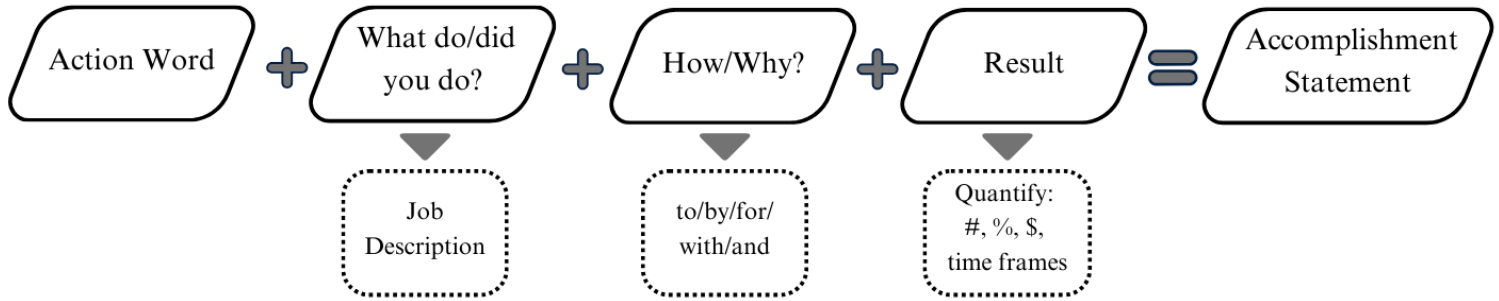 Action Word
What do/did
you do?
How/Why?
Result
Accomplishment
Statement
Job
Description
to/by/for/
with/and
Quantify:
#, %, $,
time frames